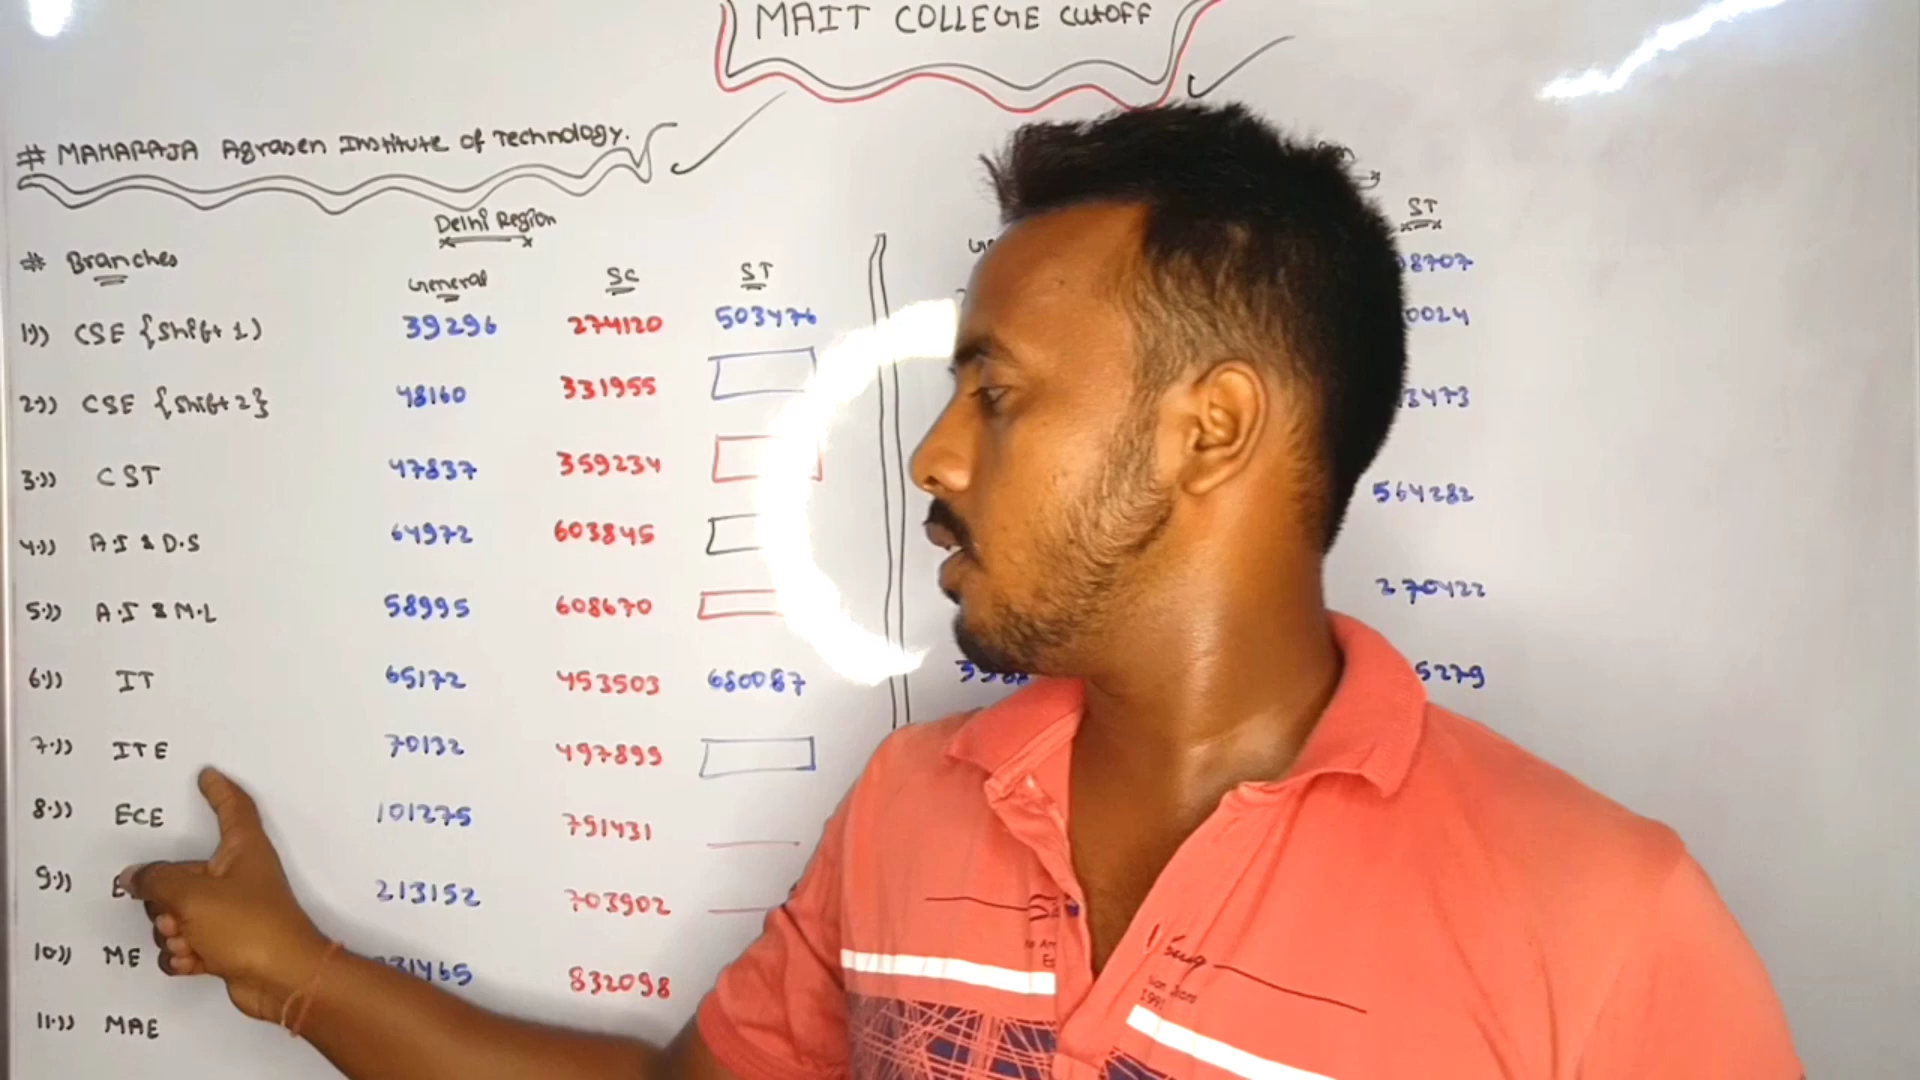 MAIT COLLEGE CutOFF
# MAHARAJA Agrasen Institute of Technology.
Delhi Region
# Branches General SC ST ST
1)) CSE {Shift 1) 39296 274120 503476
2)) CSE {Shift 2} 48160 331955
3)) CST 47837 359234
4)) A.I & D.S 64972 603845 564282
5)) A.I & M.L 58995 608670 370422
6)) IT 65172 453503 680087
7)) ITE 70132 497899
8)) ECE 101275 791431
9)) 213152 703902
10)) ME 832098
11)) MAE